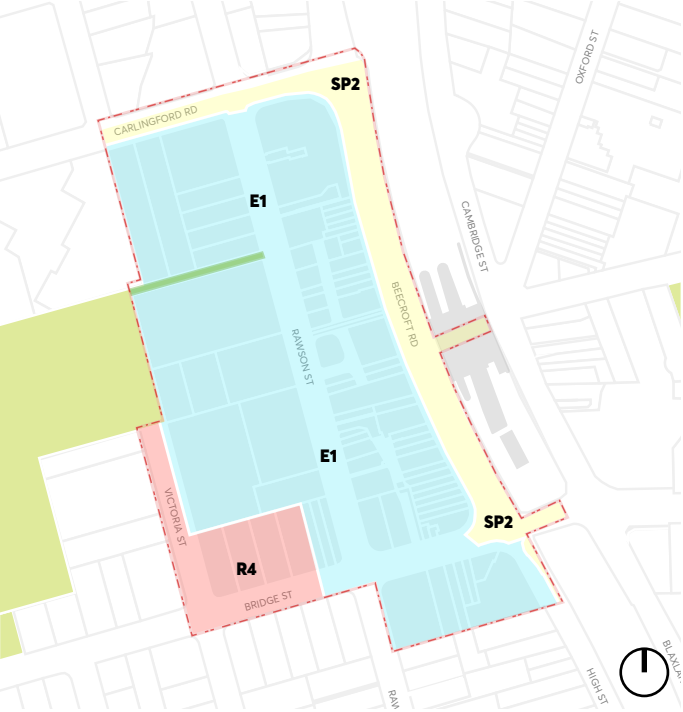 OXFORD ST
SP2
CARLINGFORD RD
E1
CAMBRIDGE ST
BEECROFT RD
RAWSON ST
E1
VICTORIA ST
SP2
R4
BRIDGE ST
HIGH ST